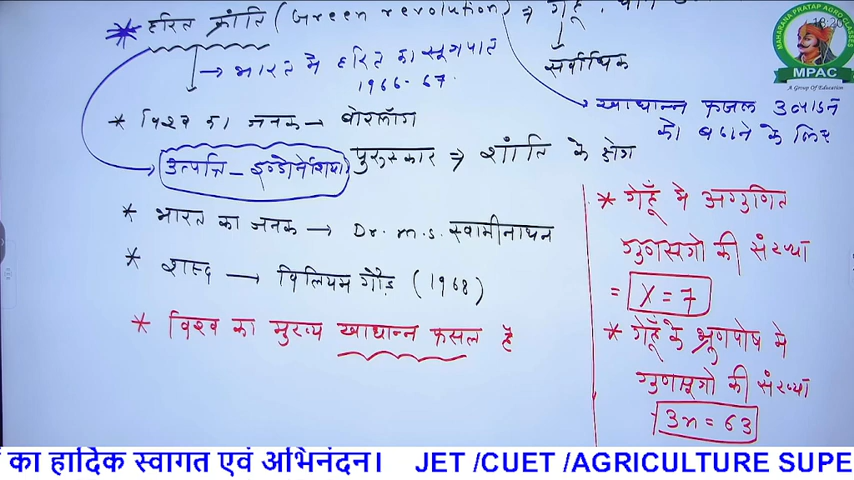 * हरित क्रांति (Green revolution) ⇒ गेहूँ,
→ भारत में हरित का सूत्रपात
1966-67.
सर्वाधिक
→ खाद्यान्न फसल उत्पादन
को बढाने के लिए
* विश्व का जनक → बोरलॉग
उत्पत्ति - इण्डोनेशिया
पुरुस्कार ⇒ शांति के क्षेत्र
* भारत का जनक → Dr. M.S. स्वामीनाथन
* शब्द → विलियम गौड (1968)
* विश्व का मुख्य खाद्यान्न फसल है
* गेहूँ में अगुणित
गुणसूत्रो की संख्या
= X = 7
* गेहूँ के भ्रूणपोष में
गुणसूत्रो की संख्या
3n = 63
MAHARANA PRATAP AGRO CLASSES
MPAC
A Group Of Education
का हार्दिक स्वागत एवं अभिनंदन। JET /CUET /AGRICULTURE SUPE